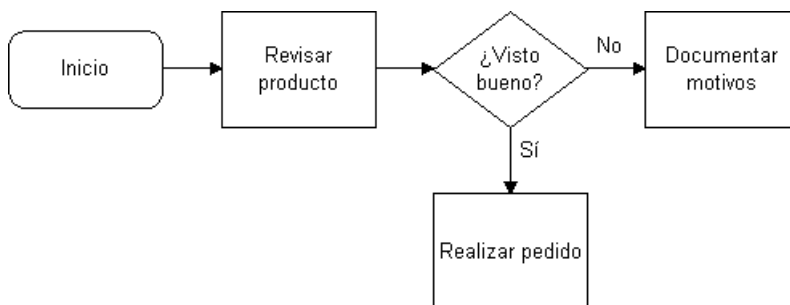 Inicio
Revisar
producto
¿Visto
bueno?
No
Documentar
motivos
Sí
Realizar pedido